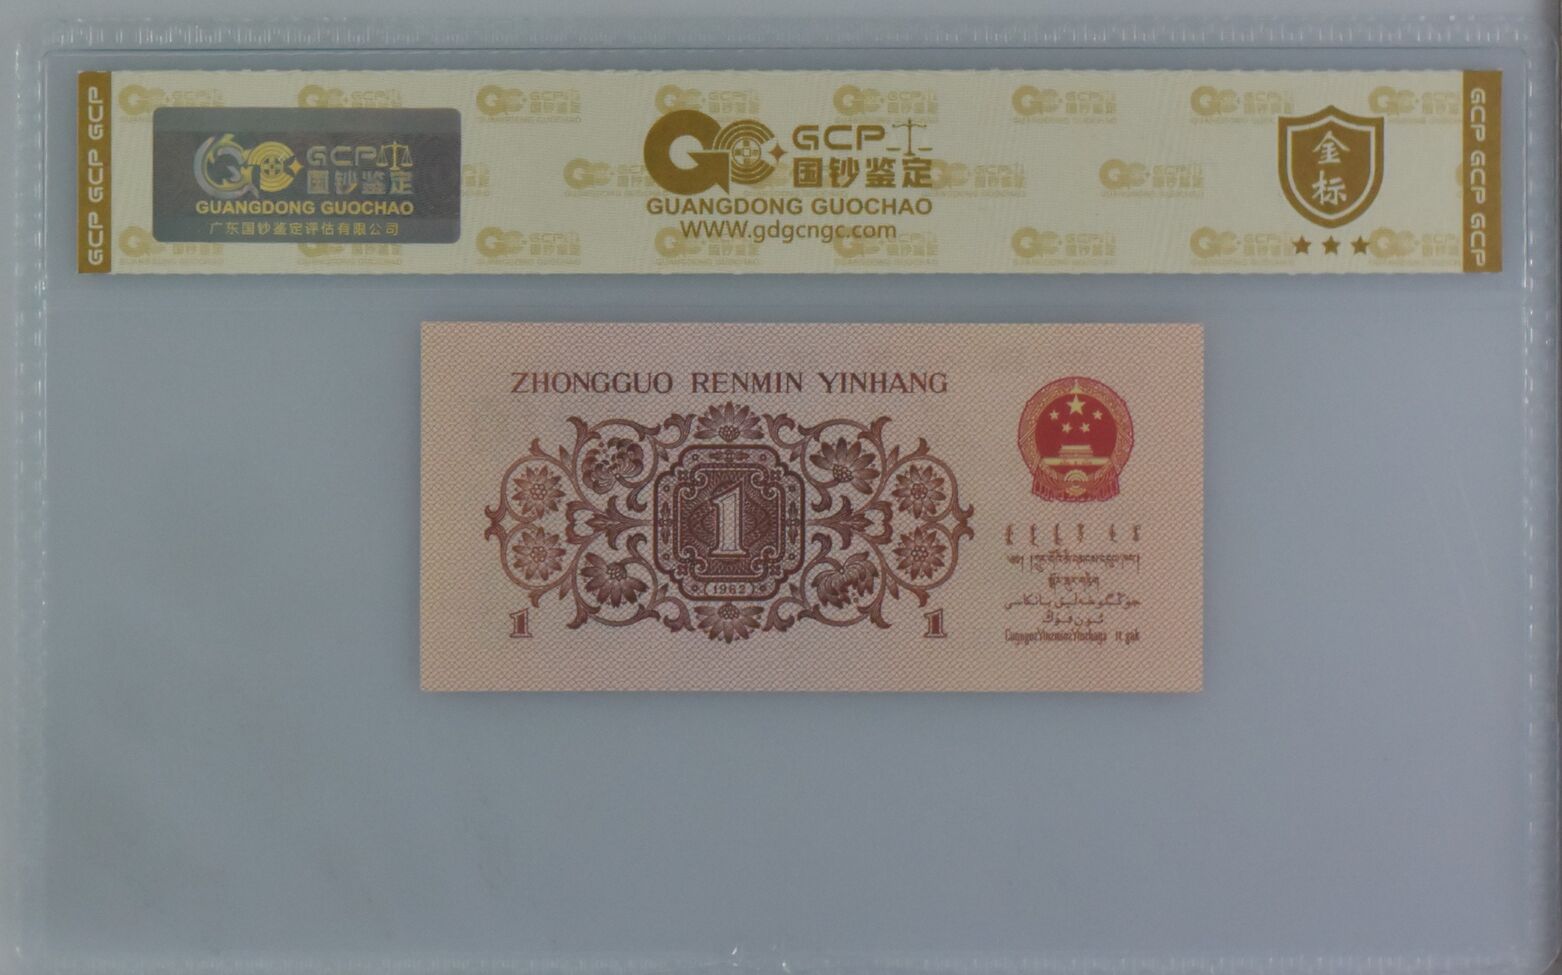 GCP GCP GCP
GCP
国钞鉴定
GUANGDONG GUOCHAO
广东国钞鉴定评估有限公司
GCP
国钞鉴定
GUANGDONG GUOCHAO
WWW.gdgcngc.com
金标
GCP GCP GCP
ZHONGGUO RENMIN YINHANG
1
(1962)
1
1